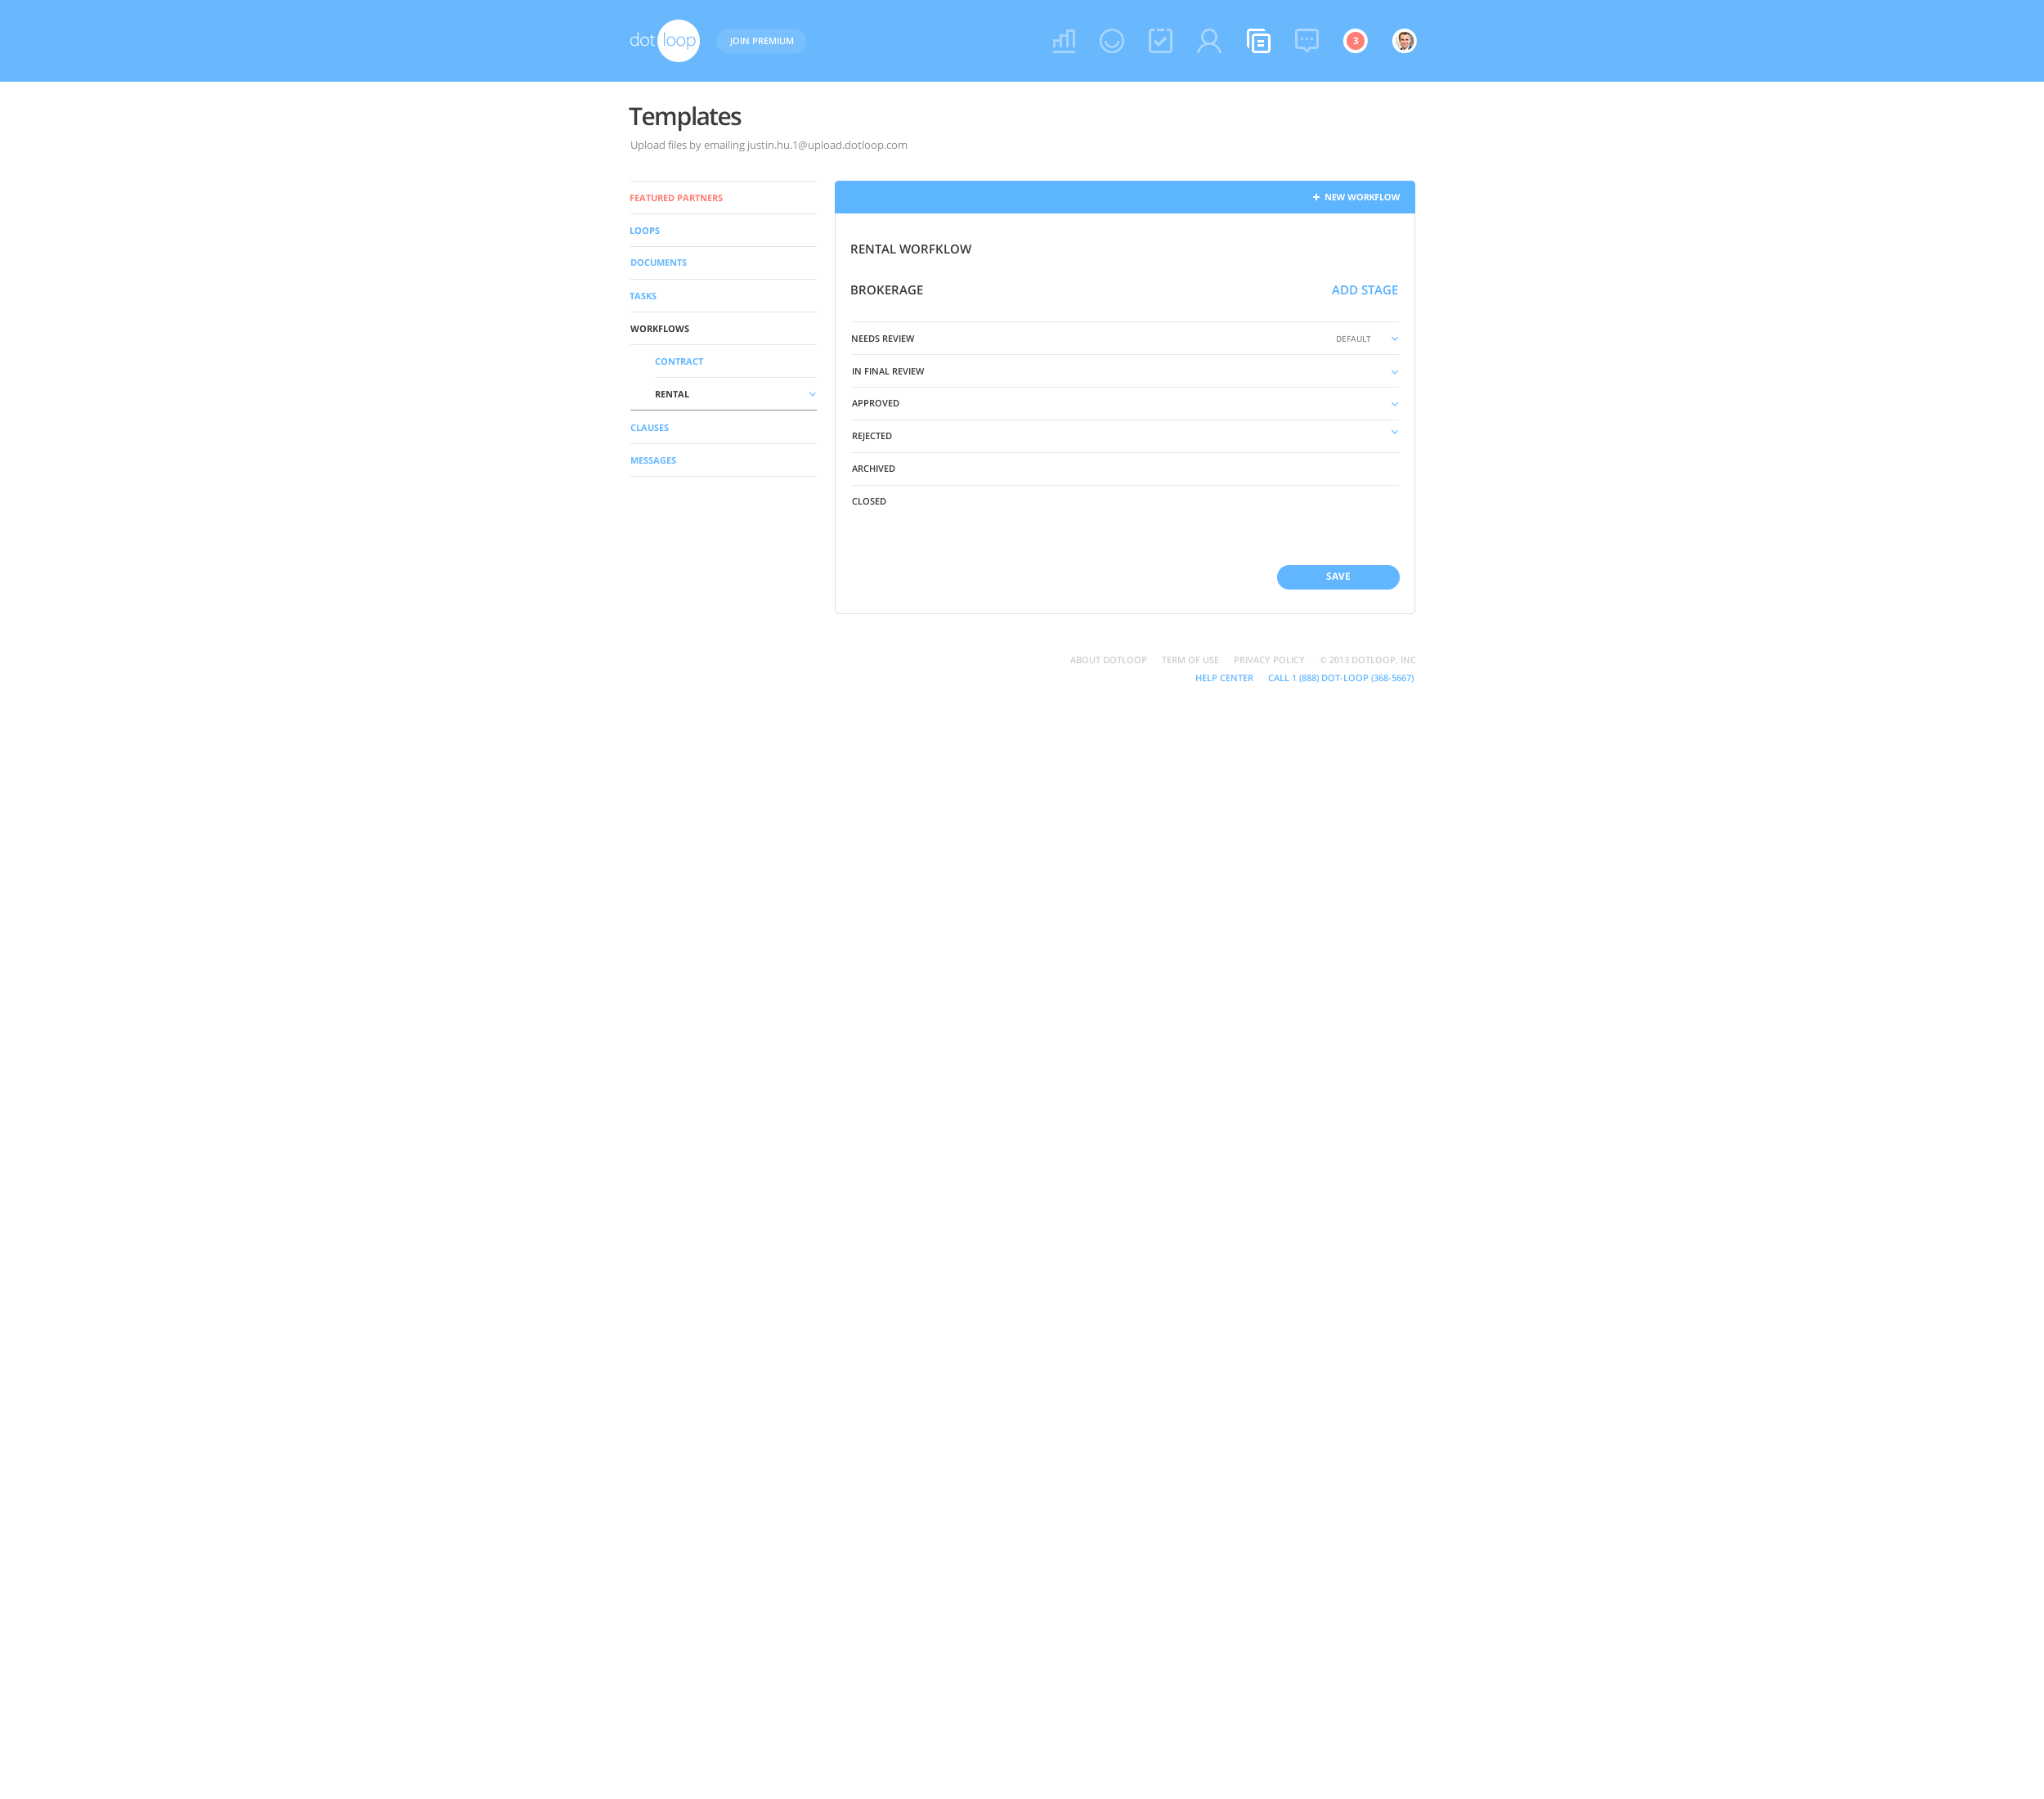 dot loop JOIN PREMIUM 3
Templates
Upload files by emailing justin.hu.1@upload.dotloop.com
FEATURED PARTNERS
LOOPS
DOCUMENTS
TASKS
WORKFLOWS
CONTRACT
RENTAL
CLAUSES
MESSAGES
+ NEW WORKFLOW
RENTAL WORFKLOW
BROKERAGE ADD STAGE
NEEDS REVIEW DEFAULT
IN FINAL REVIEW
APPROVED
REJECTED
ARCHIVED
CLOSED
SAVE
ABOUT DOTLOOP TERM OF USE PRIVACY POLICY © 2013 DOTLOOP, INC
HELP CENTER CALL 1 (888) DOT-LOOP (368-5667)